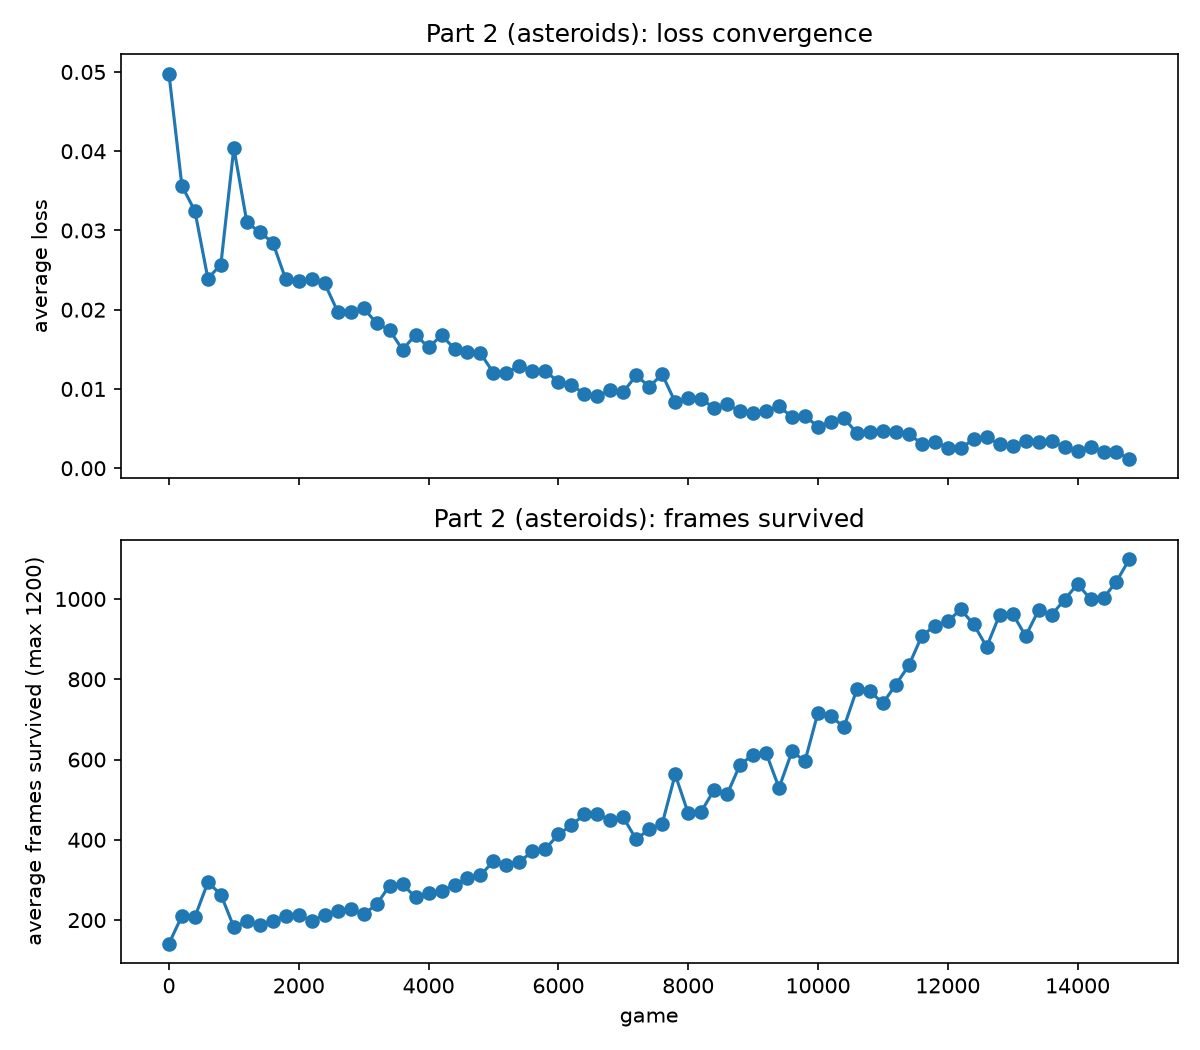 Part 2 (asteroids): loss convergence
0.05
0.04
0.03
0.02
0.01
0.00
average loss
Part 2 (asteroids): frames survived
1000
800
600
400
200
average frames survived (max 1200)
0 2000 4000 6000 8000 10000 12000 14000
game